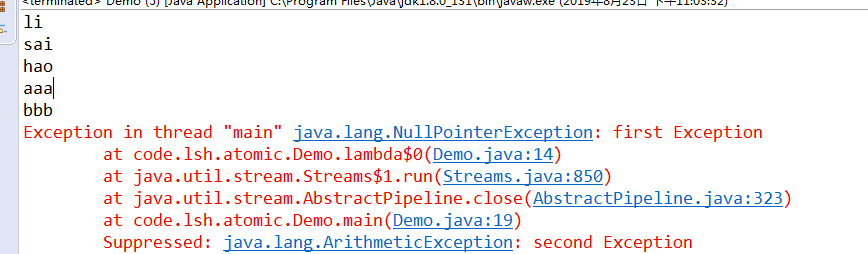 <terminated> Demo (5) [Java Application] C:\Program Files\Java\jdk1.8.0_131\bin\javaw.exe (2019年8月23日 下午11:03:32)
li
sai
hao
aaa
bbb
Exception in thread "main" java.lang.NullPointerException: first Exception
at code.lsh.atomic.Demo.lambda$0(Demo.java:14)
at java.util.stream.Streams$1.run(Streams.java:850)
at java.util.stream.AbstractPipeline.close(AbstractPipeline.java:323)
at code.lsh.atomic.Demo.main(Demo.java:19)
Suppressed: java.lang.ArithmeticException: second Exception